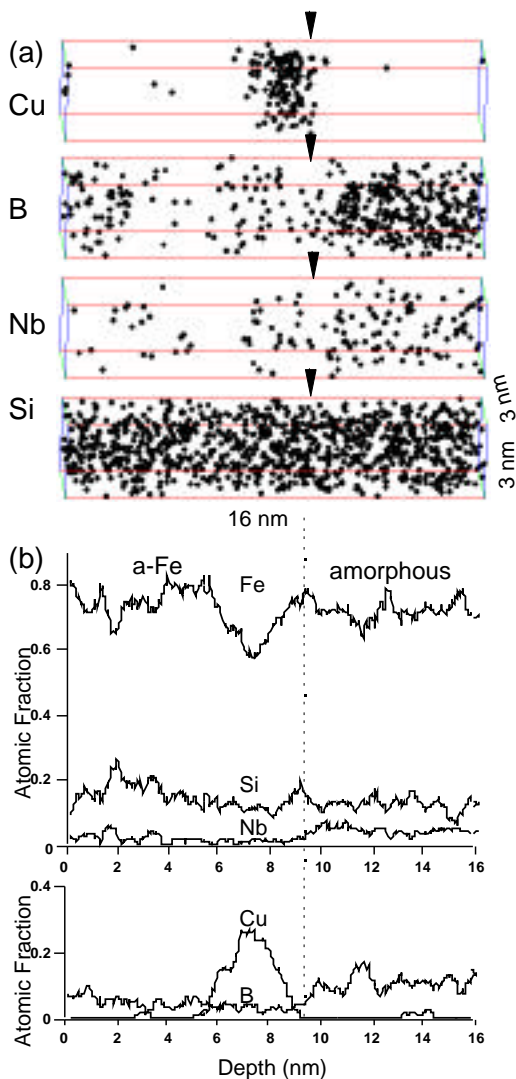 (a)
Cu
B
Nb
Si
3 nm
3 nm
16 nm
(b)
a-Fe Fe amorphous
0.8
0.6
0.4
0.2
0
Atomic Fraction
Si
Nb
0 2 4 6 8 10 12 14 16
0.4
0.2
0
Atomic Fraction
Cu
B
0 2 4 6 8 10 12 14 16
Depth (nm)